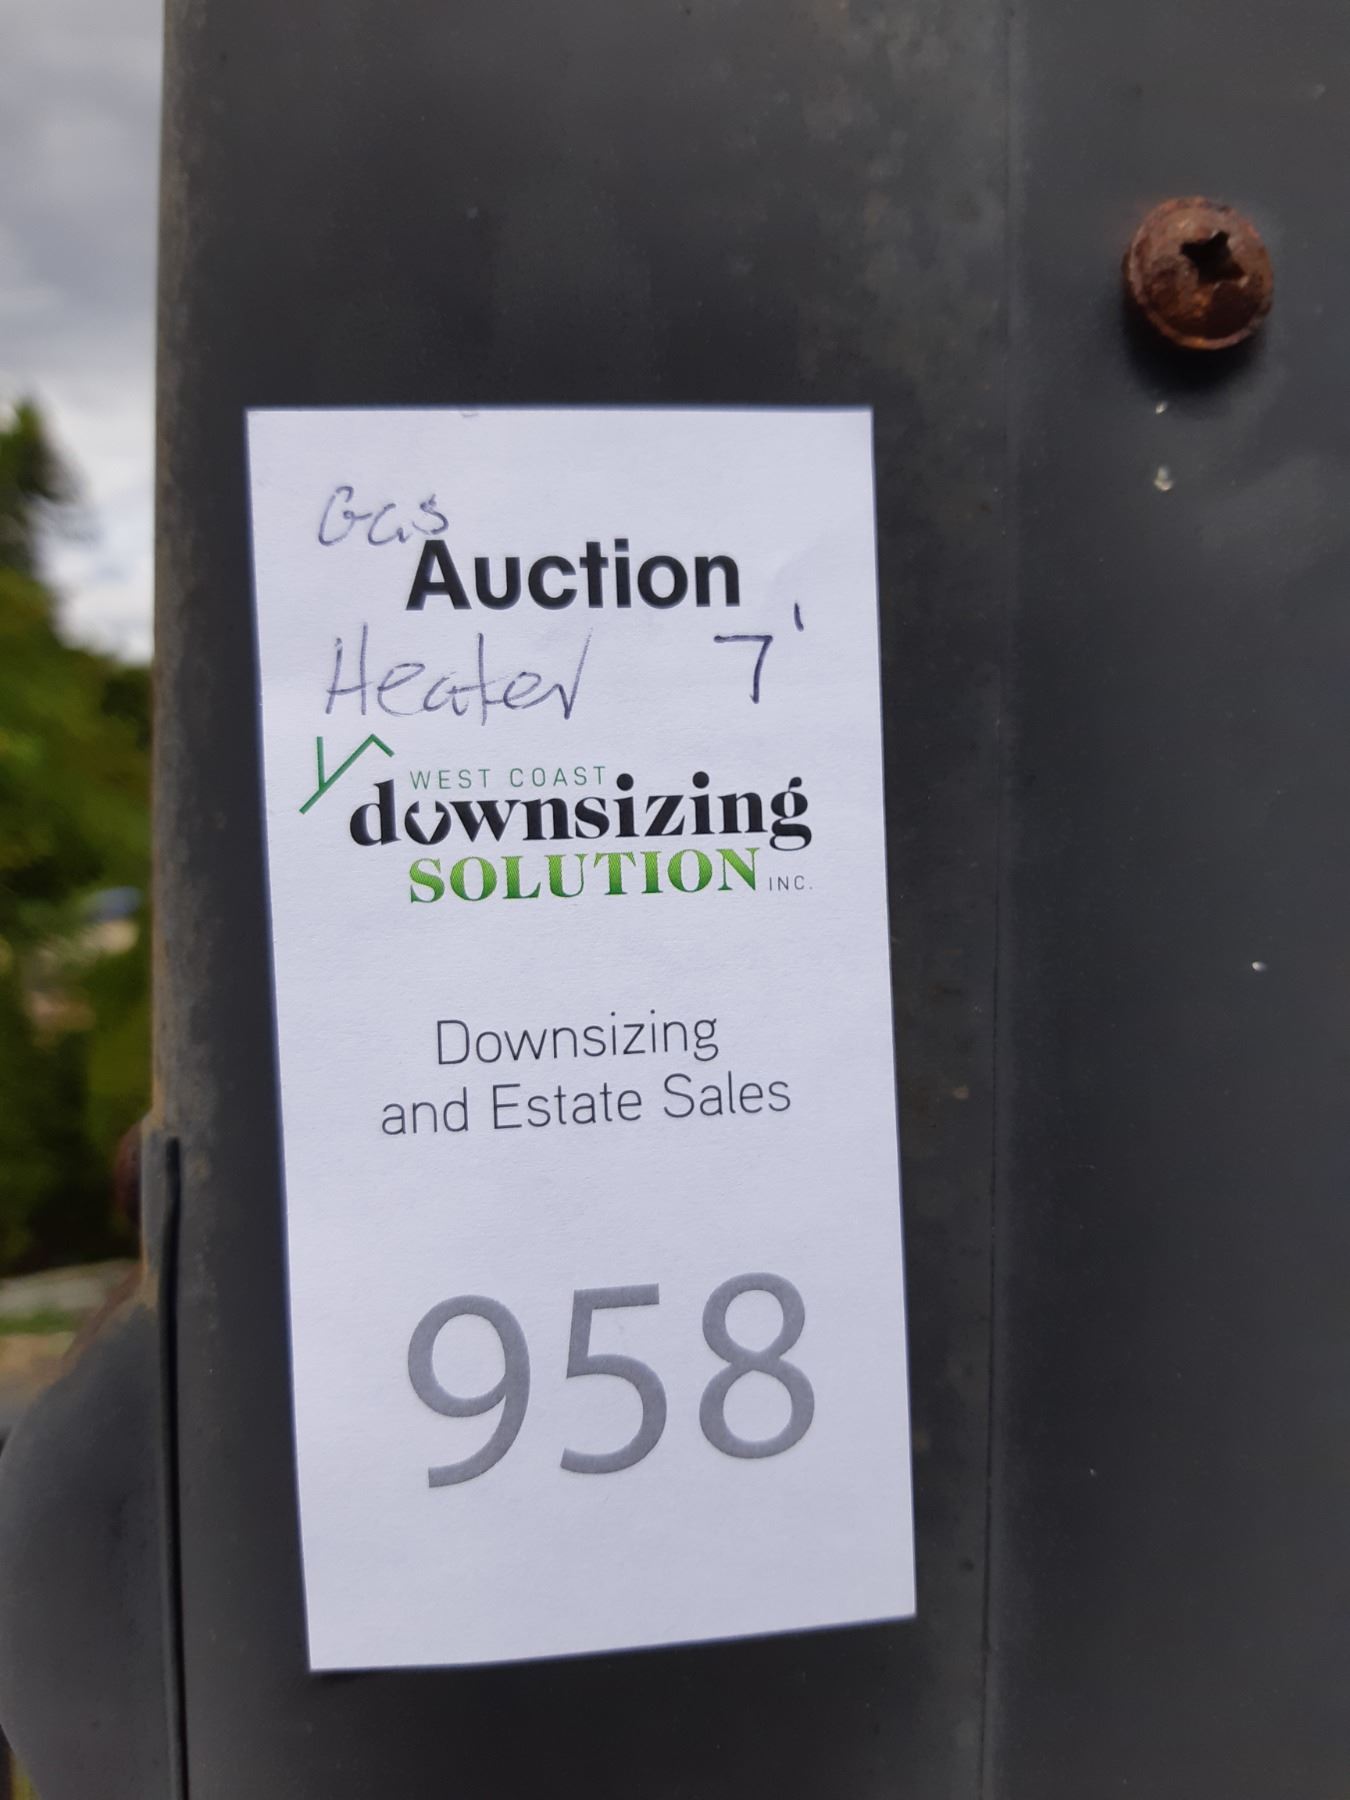 Gas
Auction
Heater 7'
WEST COAST
downsizing
SOLUTION INC.
Downsizing
and Estate Sales
958